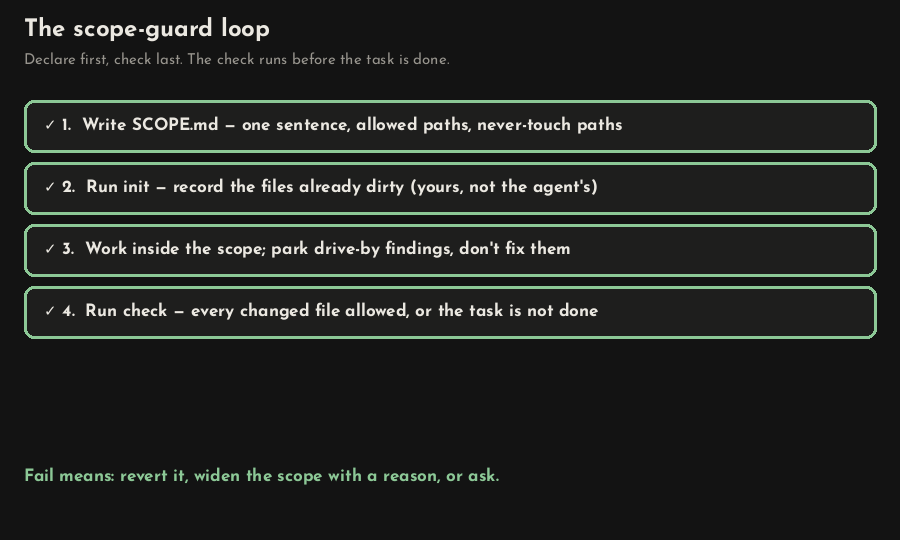 The scope-guard loop
Declare first, check last. The check runs before the task is done.
✓ 1. Write SCOPE.md — one sentence, allowed paths, never-touch paths
✓ 2. Run init — record the files already dirty (yours, not the agent's)
✓ 3. Work inside the scope; park drive-by findings, don't fix them
✓ 4. Run check — every changed file allowed, or the task is not done
Fail means: revert it, widen the scope with a reason, or ask.